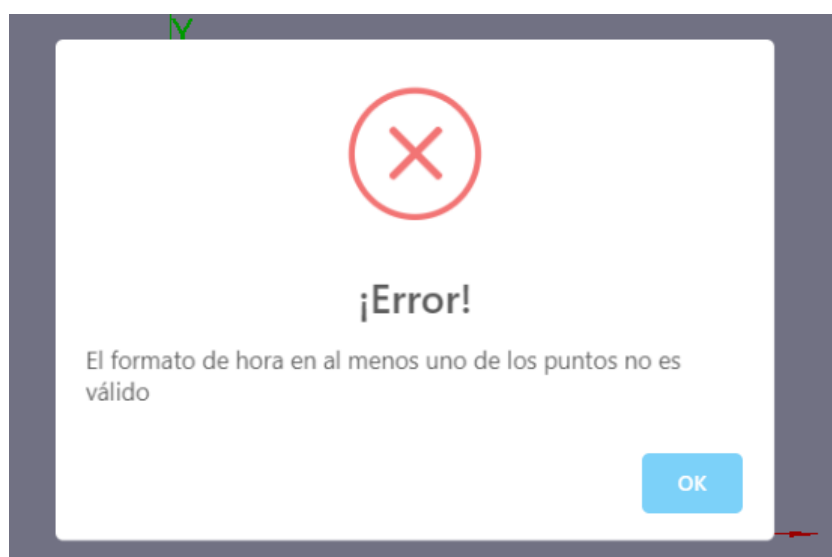 Y
¡Error!
El formato de hora en al menos uno de los puntos no es
válido
OK